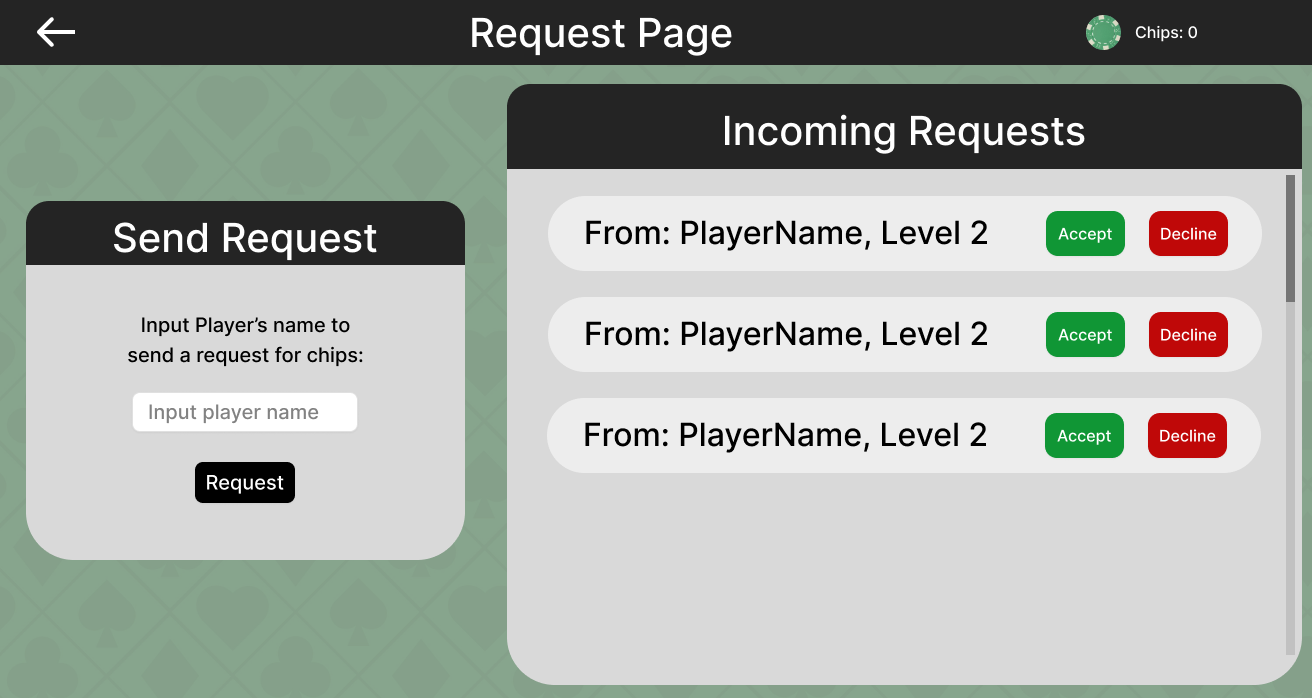 Request Page
Chips: 0
Send Request
Input Player’s name to
send a request for chips:
Input player name
Request
Incoming Requests
From: PlayerName, Level 2
Accept
Decline
From: PlayerName, Level 2
Accept
Decline
From: PlayerName, Level 2
Accept
Decline